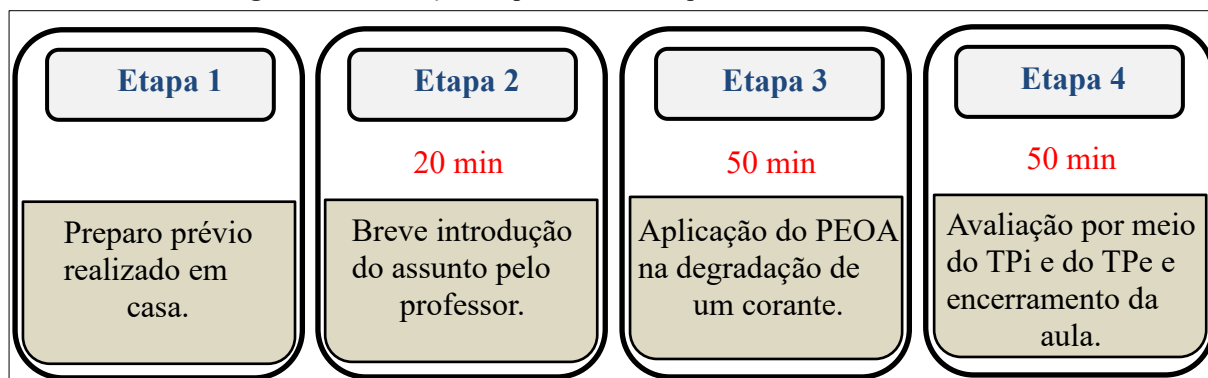 Etapa 1
Preparo prévio
realizado em
casa.
Etapa 2
20 min
Breve introdução
do assunto pelo
professor.
Etapa 3
50 min
Aplicação do PEOA
na degradação de
um corante.
Etapa 4
50 min
Avaliação por meio
do TPi e do TPe e
encerramento da
aula.